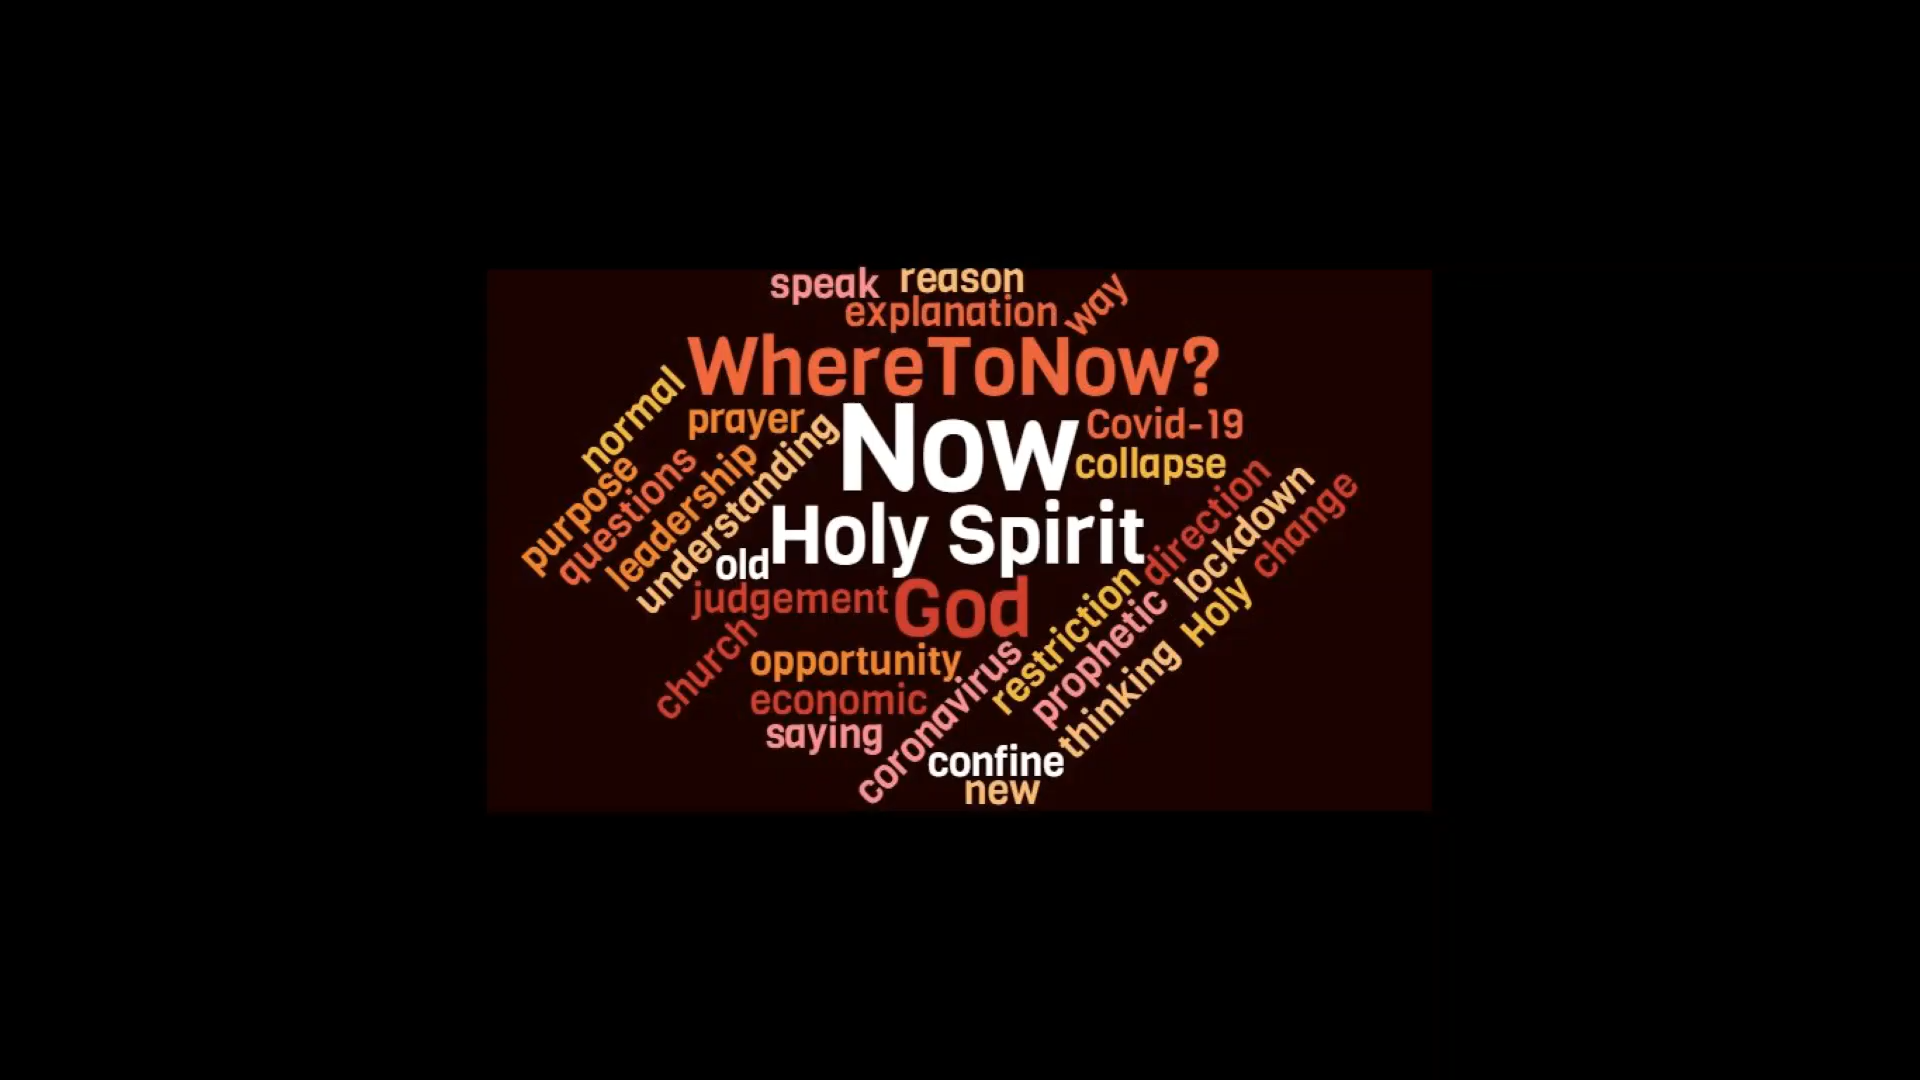 speak
reason
explanation
way
WhereToNow?
normal
prayer
Now
Covid-19
collapse
purpose
questions
leadership
understanding
Holy Spirit
direction
lockdown
change
old
judgement
God
restriction
prophetic
Holy
church
opportunity
economic
saying
coronavirus
thinking
confine
new